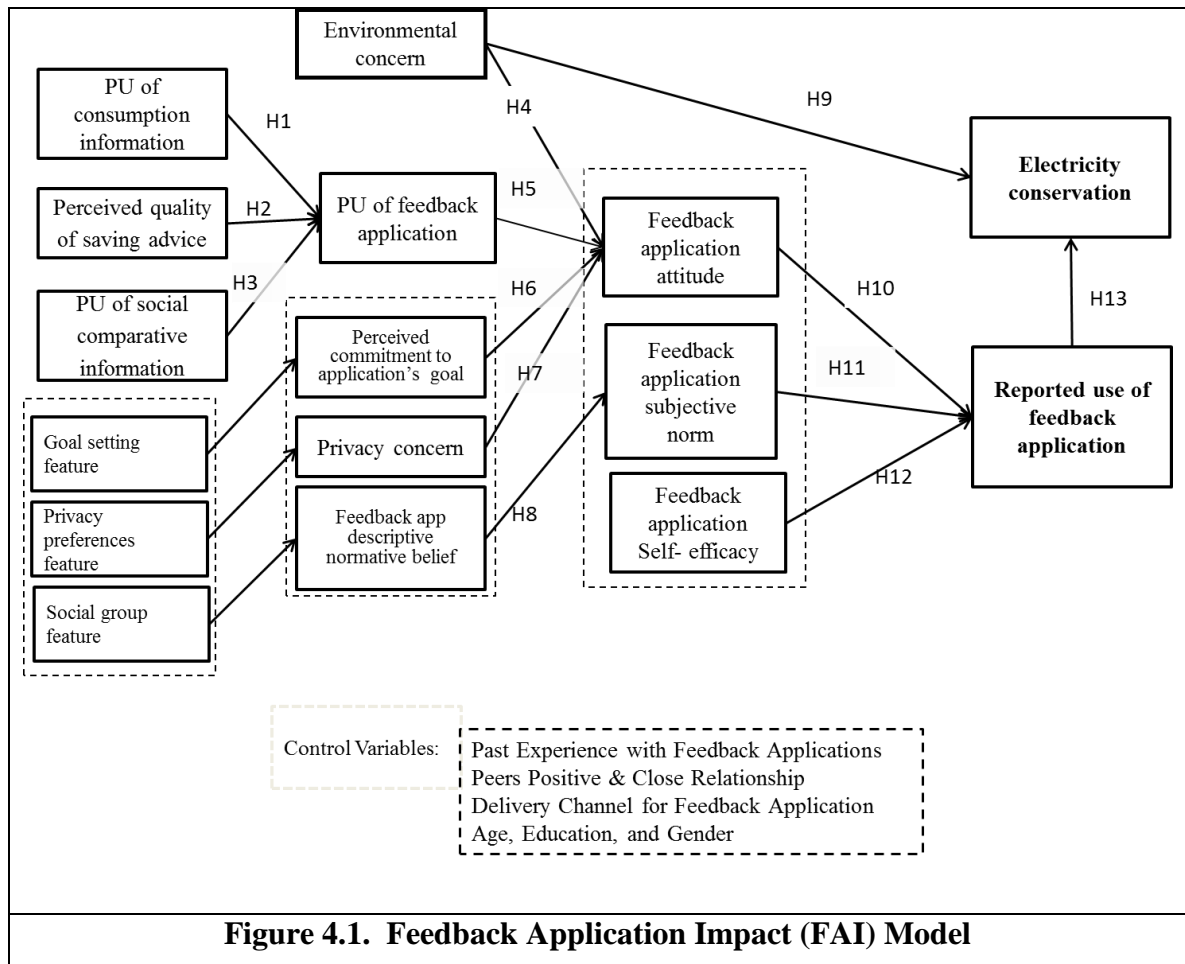 Environmental
concern
PU of
consumption
information
H1
H4
H9
Electricity
conservation
Perceived quality
of saving advice
H2
PU of feedback
application
H5
Feedback
application
attitude
H3
PU of social
comparative
information
H6
H10
H13
Perceived
commitment to
application's goal
H7
Feedback
application
subjective
norm
H11
Reported use of
feedback
application
Goal setting
feature
Privacy concern
H12
Privacy
preferences
feature
Feedback app
descriptive
normative belief
H8
Feedback
application
Self- efficacy
Social group
feature
Control Variables:
Past Experience with Feedback Applications
Peers Positive & Close Relationship
Delivery Channel for Feedback Application
Age, Education, and Gender
Figure 4.1. Feedback Application Impact (FAI) Model